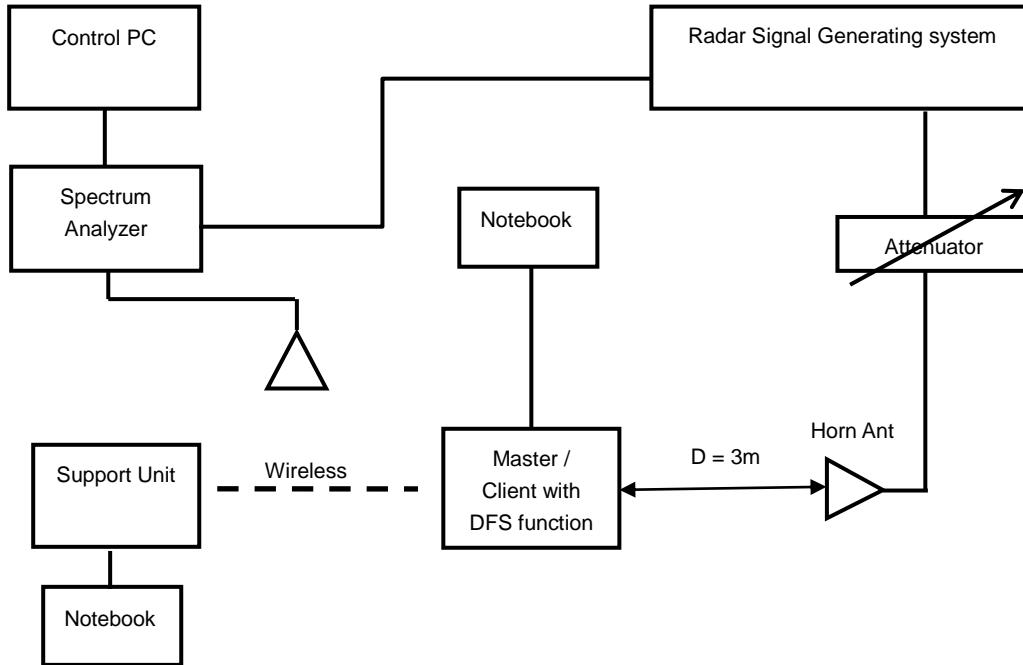 Control PC
Radar Signal Generating system
Spectrum
Analyzer
Notebook
Attenuator
Horn Ant
D = 3m
Master /
Client with
DFS function
Wireless
Support Unit
Notebook